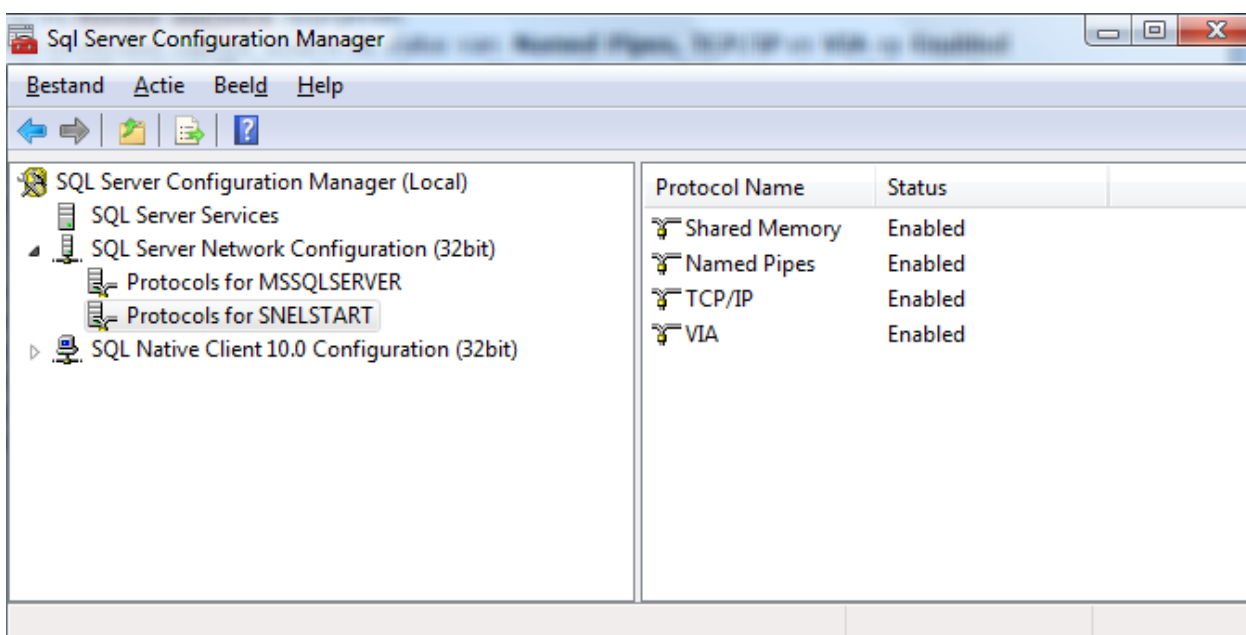 Sql Server Configuration Manager
Bestand Actie Beeld Help
SQL Server Configuration Manager (Local)
SQL Server Services
SQL Server Network Configuration (32bit)
Protocols for MSSQLSERVER
Protocols for SNELSTART
SQL Native Client 10.0 Configuration (32bit)
Protocol Name Status
Shared Memory Enabled
Named Pipes Enabled
TCP/IP Enabled
VIA Enabled